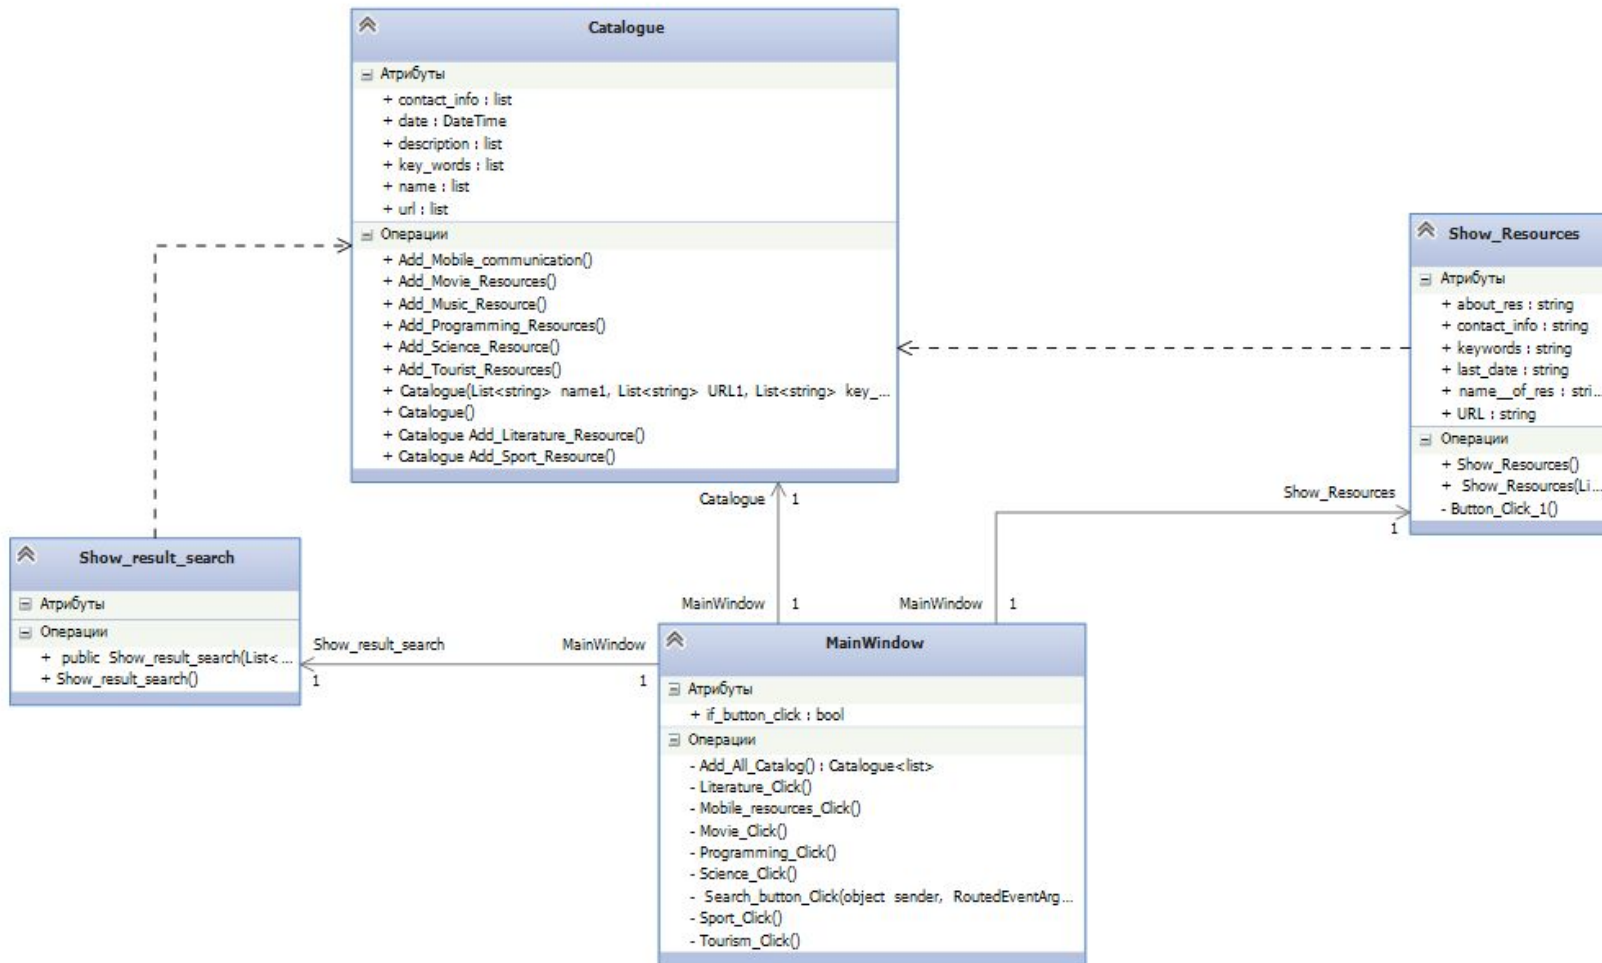 Catalogue
Атрибуты
+ contact_info : list
+ date : DateTime
+ description : list
+ key_words : list
+ name : list
+ url : list
Операции
+ Add_Mobile_communication()
+ Add_Movie_Resources()
+ Add_Music_Resource()
+ Add_Programming_Resources()
+ Add_Science_Resource()
+ Add_Tourist_Resources()
+ Catalogue(List<string> name1, List<string> URL1, List<string> key_...
+ Catalogue()
+ Catalogue Add_Literature_Resource()
+ Catalogue Add_Sport_Resource()
Show_Resources
Атрибуты
+ about_res : string
+ contact_info : string
+ keywords : string
+ last_date : string
+ name__of_res : stri...
+ URL : string
Операции
+ Show_Resources()
+ Show_Resources(Li...
- Button_Click_1()
Catalogue 1
Show_Resources
1
MainWindow 1
MainWindow 1
Show_result_search
Атрибуты
Операции
+ public Show_result_search(List< ...
+ Show_result_search()
Show_result_search
1
MainWindow
1
MainWindow
Атрибуты
+ if_button_click : bool
Операции
- Add_All_Catalog() : Catalogue<list>
- Literature_Click()
- Mobile_resources_Click()
- Movie_Click()
- Programming_Click()
- Science_Click()
- Search_button_Click(object sender, RoutedEventArg...
- Sport_Click()
- Tourism_Click()